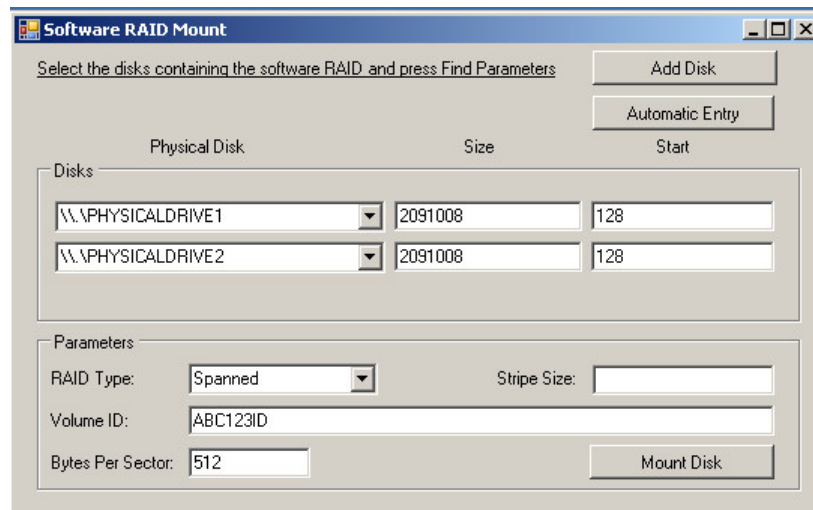 Software RAID Mount
Select the disks containing the software RAID and press Find Parameters
Add Disk
Automatic Entry
Physical Disk Size Start
Disks
\\.\PHYSICALDRIVE1 2091008 128
\\.\PHYSICALDRIVE2 2091008 128
Parameters
RAID Type: Spanned Stripe Size:
Volume ID: ABC123ID
Bytes Per Sector: 512 Mount Disk